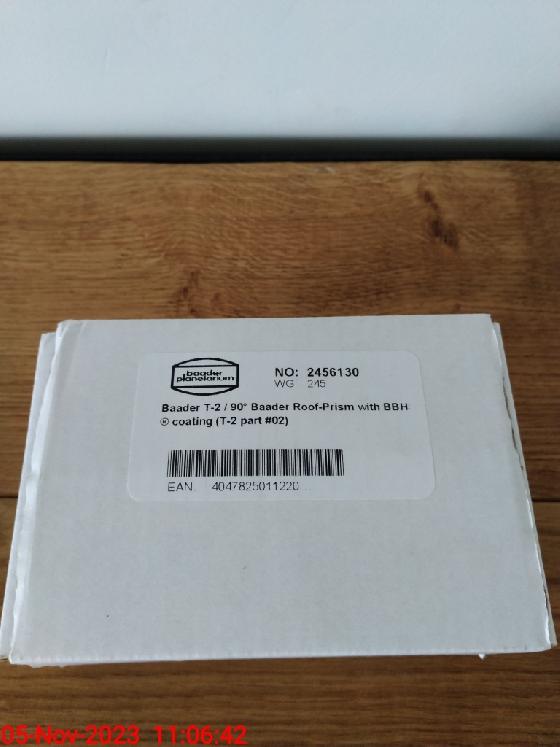 baader
planetarium
NO: 2456130
WG 245
Baader T-2 / 90° Baader Roof-Prism with BBH
® coating (T-2 part #02)
EAN. 4047825011220
05-Nov-2023 11:06:42